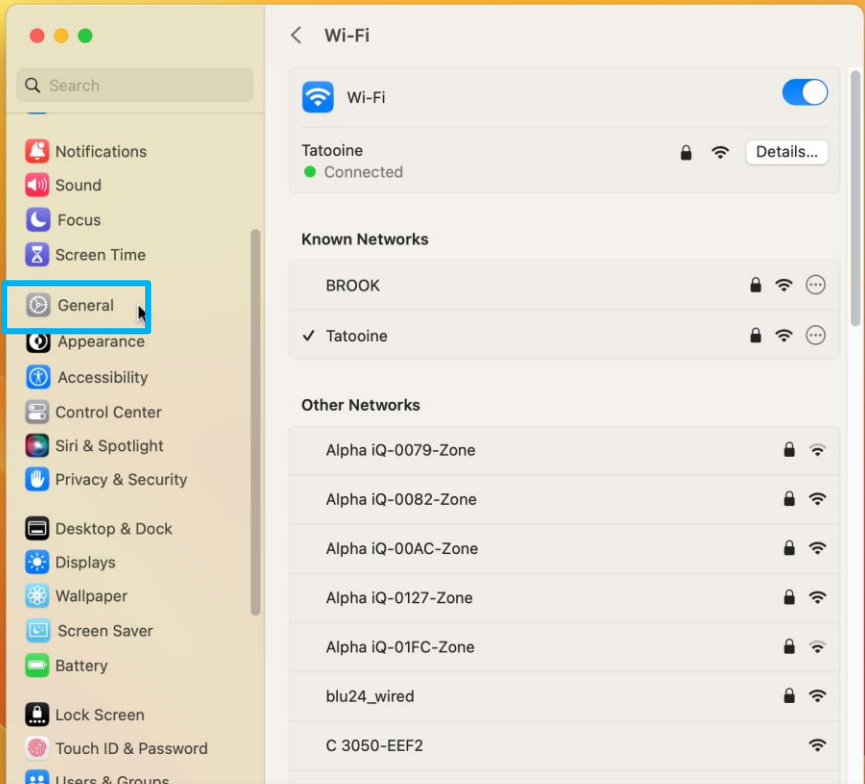 Search
Notifications
Sound
Focus
Screen Time
General
Appearance
Accessibility
Control Center
Siri & Spotlight
Privacy & Security
Desktop & Dock
Displays
Wallpaper
Screen Saver
Battery
Lock Screen
Touch ID & Password
Users & Groups
Wi-Fi
Wi-Fi
Tatooine
Details...
Connected
Known Networks
BROOK
Tatooine
Other Networks
Alpha iQ-0079-Zone
Alpha iQ-0082-Zone
Alpha iQ-00AC-Zone
Alpha iQ-0127-Zone
Alpha iQ-01FC-Zone
blu24_wired
C 3050-EEF2